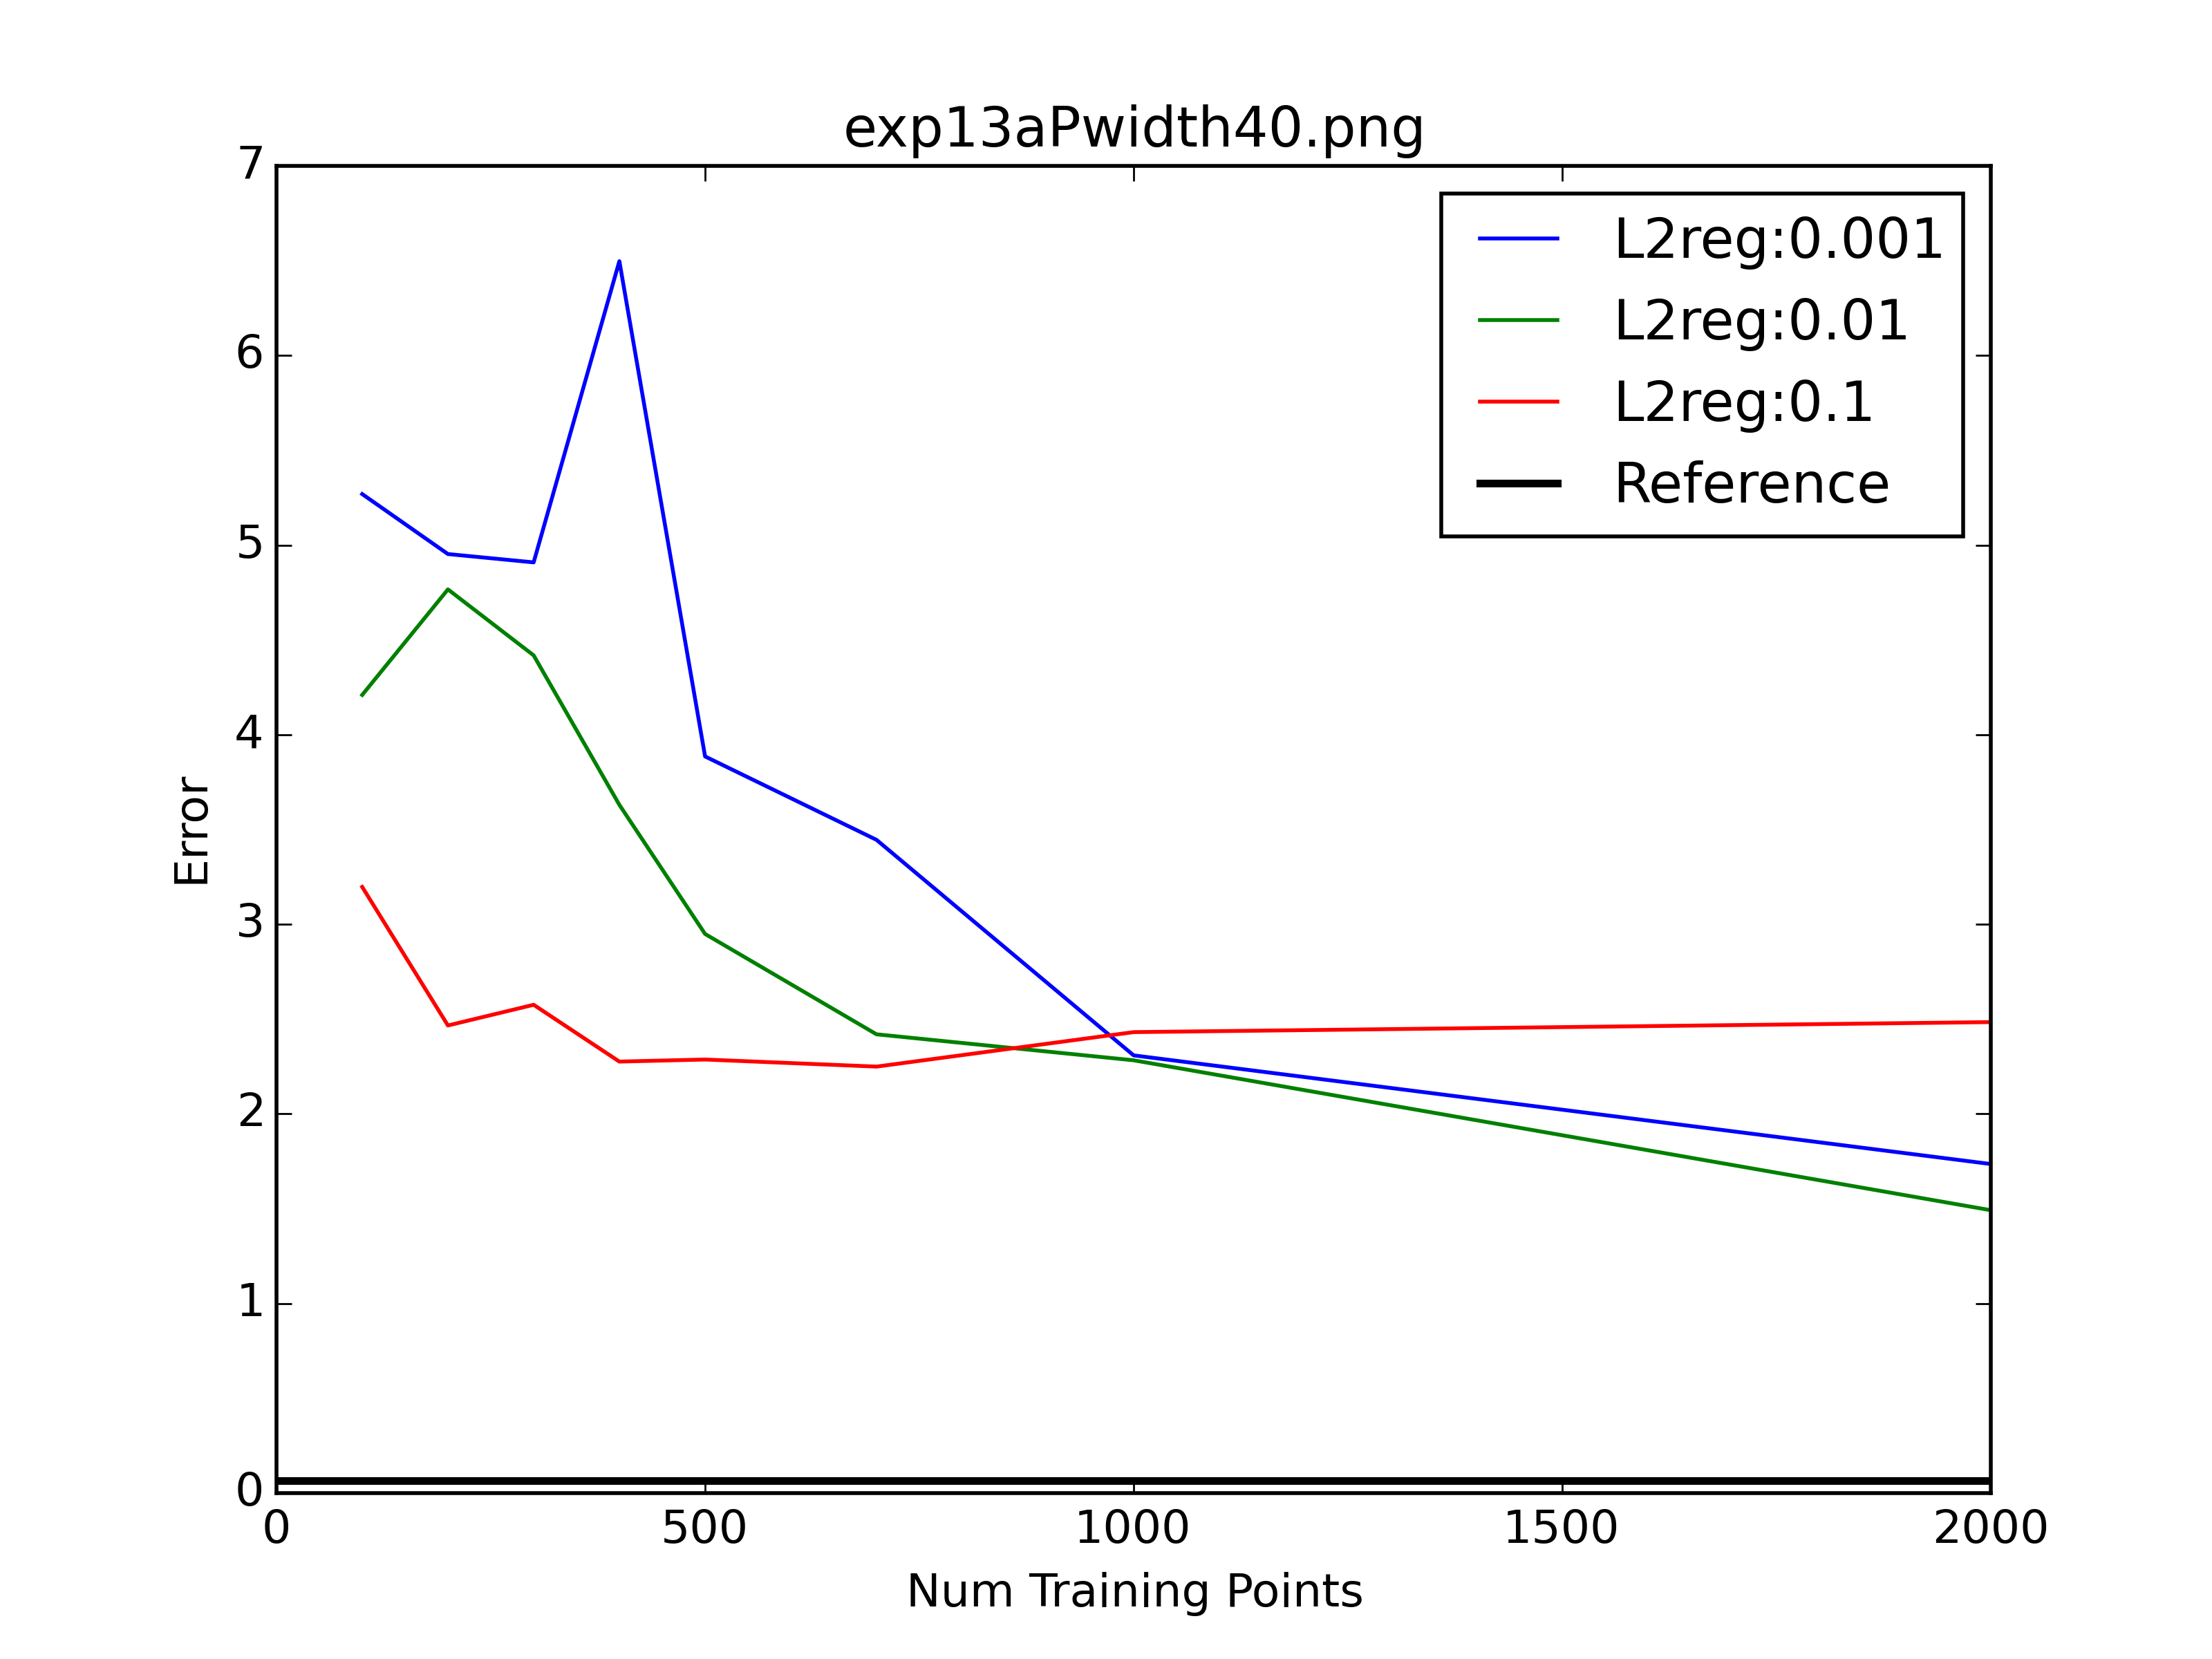 exp13aPwidth40.png
7
6
5
4
3
2
1
0
Error
L2reg:0.001
L2reg:0.01
L2reg:0.1
Reference
0 500 1000 1500 2000
Num Training Points